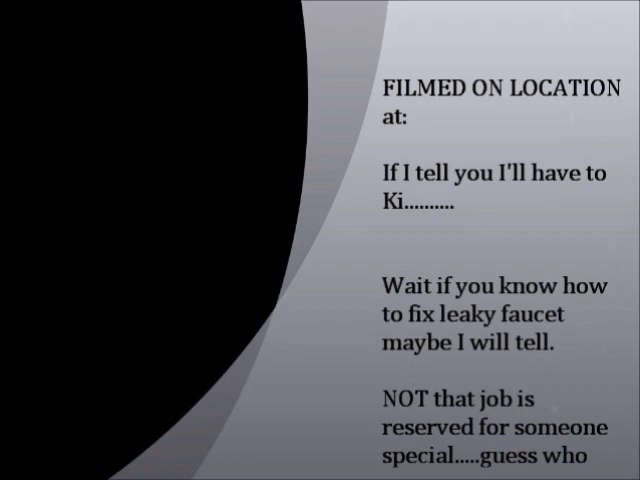 FILMED ON LOCATION
at:
If I tell you I'll have to
Ki..........
Wait if you know how
to fix leaky faucet
maybe I will tell.
NOT that job is
reserved for someone
special.....guess who